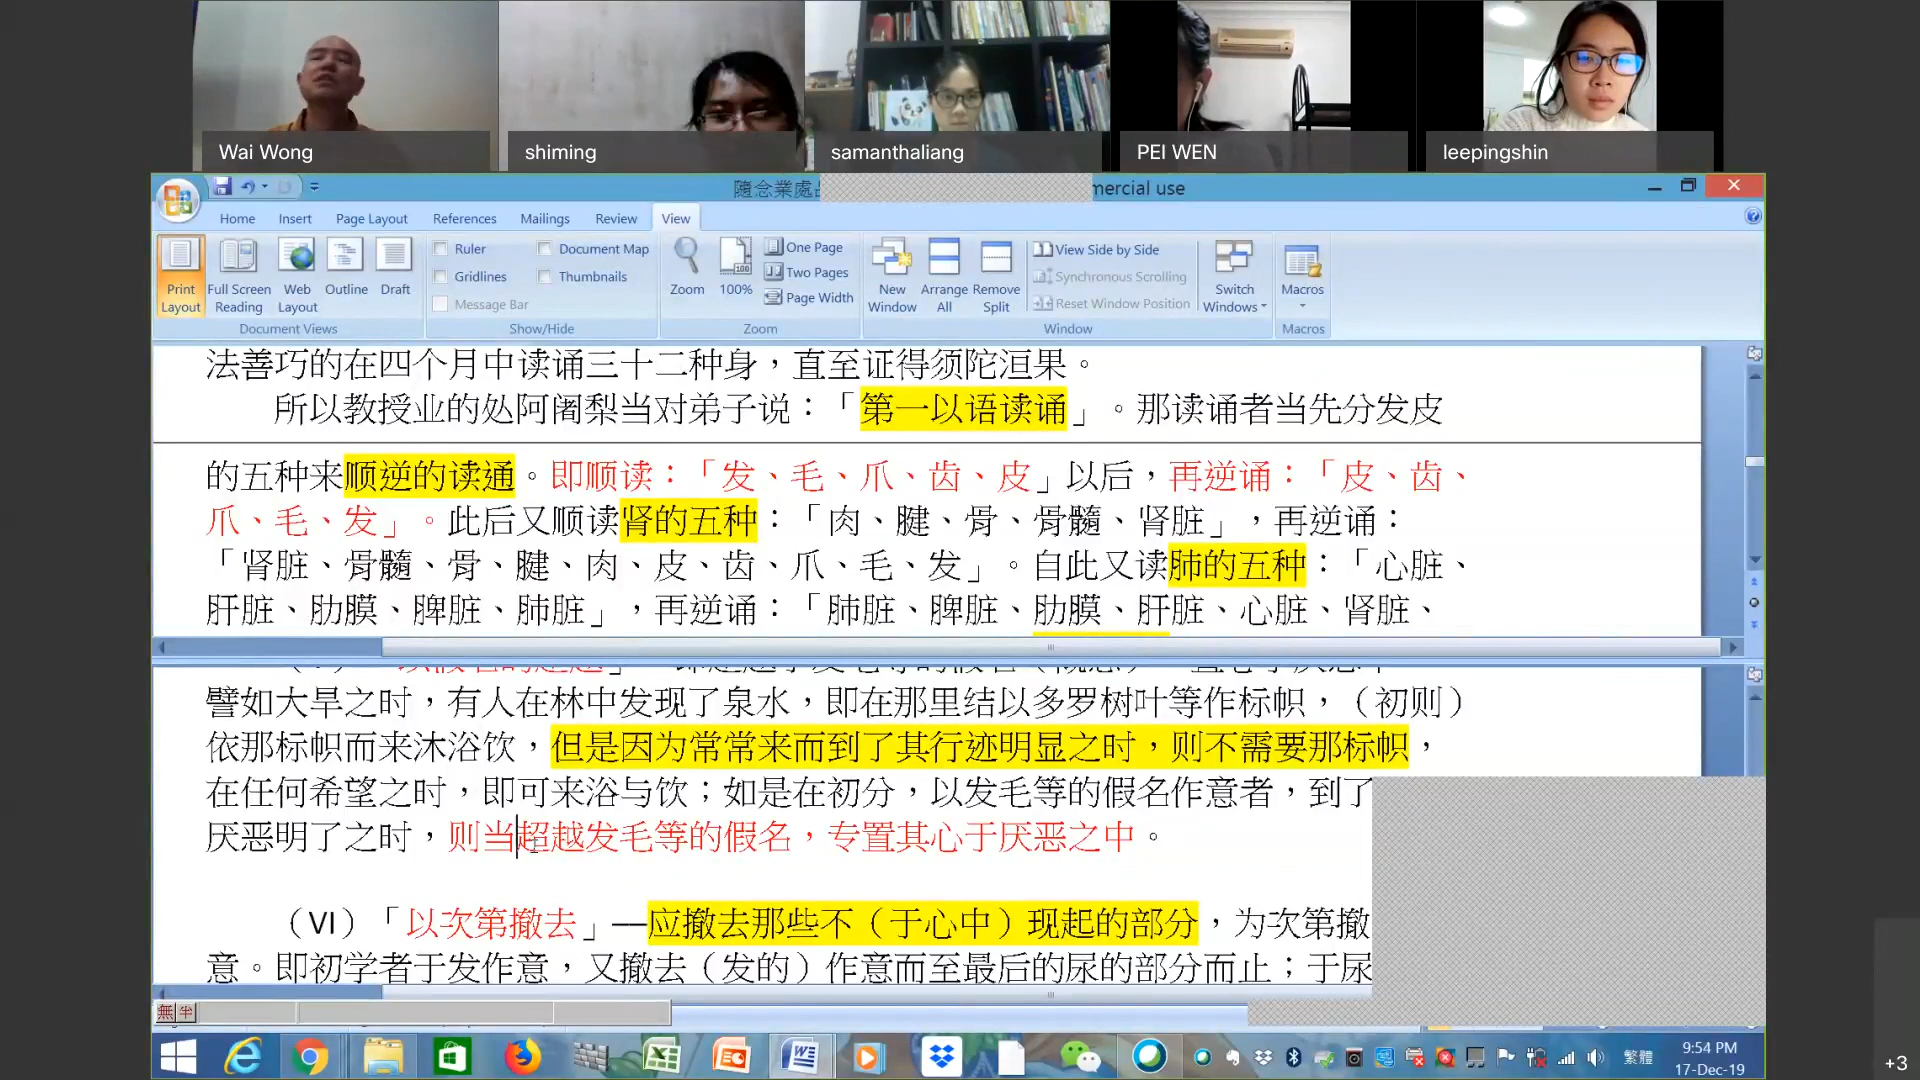 Wai Wong
shiming
samanthaliang
PEI WEN
leepingshin
隨念業處品
mercial use
Home Insert Page Layout References Mailings Review View
Print Layout
Full Screen Reading
Web Layout
Outline
Draft
Document Views
Ruler
Gridlines
Message Bar
Document Map
Thumbnails
Show/Hide
Zoom
100%
One Page
Two Pages
Page Width
Zoom
New Window
Arrange All
Remove Split
View Side by Side
Synchronous Scrolling
Reset Window Position
Window
Switch Windows
Macros
Macros
法善巧的在四个月中读诵三十二种身，直至证得须陀洹果。
所以教授业的处阿阇梨当对弟子说：「第一以语读诵」。那读诵者当先分发皮
的五种来顺逆的读通。即顺读：「发、毛、爪、齿、皮」以后，再逆诵：「皮、齿、
爪、毛、发」。此后又顺读肾的五种：「肉、腱、骨、骨髓、肾脏」，再逆诵：
「肾脏、骨髓、骨、腱、肉、皮、齿、爪、毛、发」。自此又读肺的五种：「心脏、
肝脏、肋膜、脾脏、肺脏」，再逆诵：「肺脏、脾脏、肋膜、肝脏、心脏、肾脏、
譬如大旱之时，有人在林中发现了泉水，即在那里结以多罗树叶等作标帜，（初则）
依那标帜而来沐浴饮，但是因为常常来而到了其行迹明显之时，则不需要那标帜，
在任何希望之时，即可来浴与饮；如是在初分，以发毛等的假名作意者，到了
厌恶明了之时，则当超越发毛等的假名，专置其心于厌恶之中。
（VI）「以次第撤去」—应撤去那些不（于心中）现起的部分，为次第撤
意。即初学者于发作意，又撤去（发的）作意而至最后的尿的部分而止；于尿
無 半
繁體
9:54 PM
17-Dec-19
+3